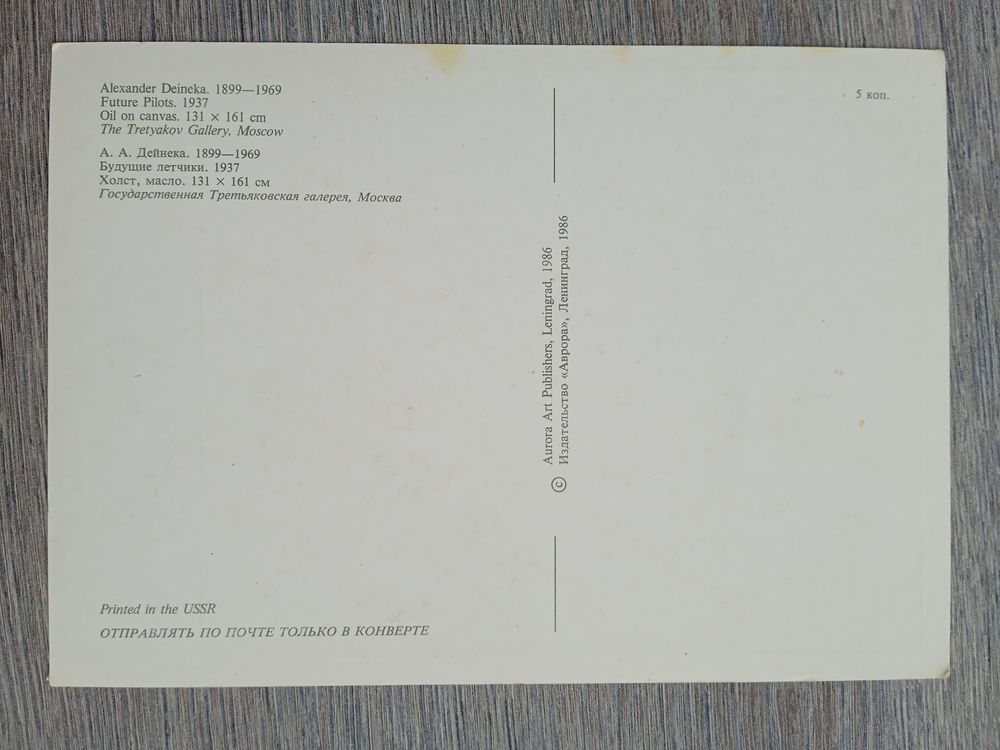 Alexander Deineka. 1899—1969
Future Pilots. 1937
Oil on canvas. 131 × 161 cm
The Tretyakov Gallery, Moscow
А. А. Дейнека. 1899—1969
Будущие летчики. 1937
Холст, масло. 131 × 161 см
Государственная Третьяковская галерея, Москва
Printed in the USSR
ОТПРАВЛЯТЬ ПО ПОЧТЕ ТОЛЬКО В КОНВЕРТЕ
© Aurora Art Publishers, Leningrad, 1986
Издательство «Аврора», Ленинград, 1986
5 коп.